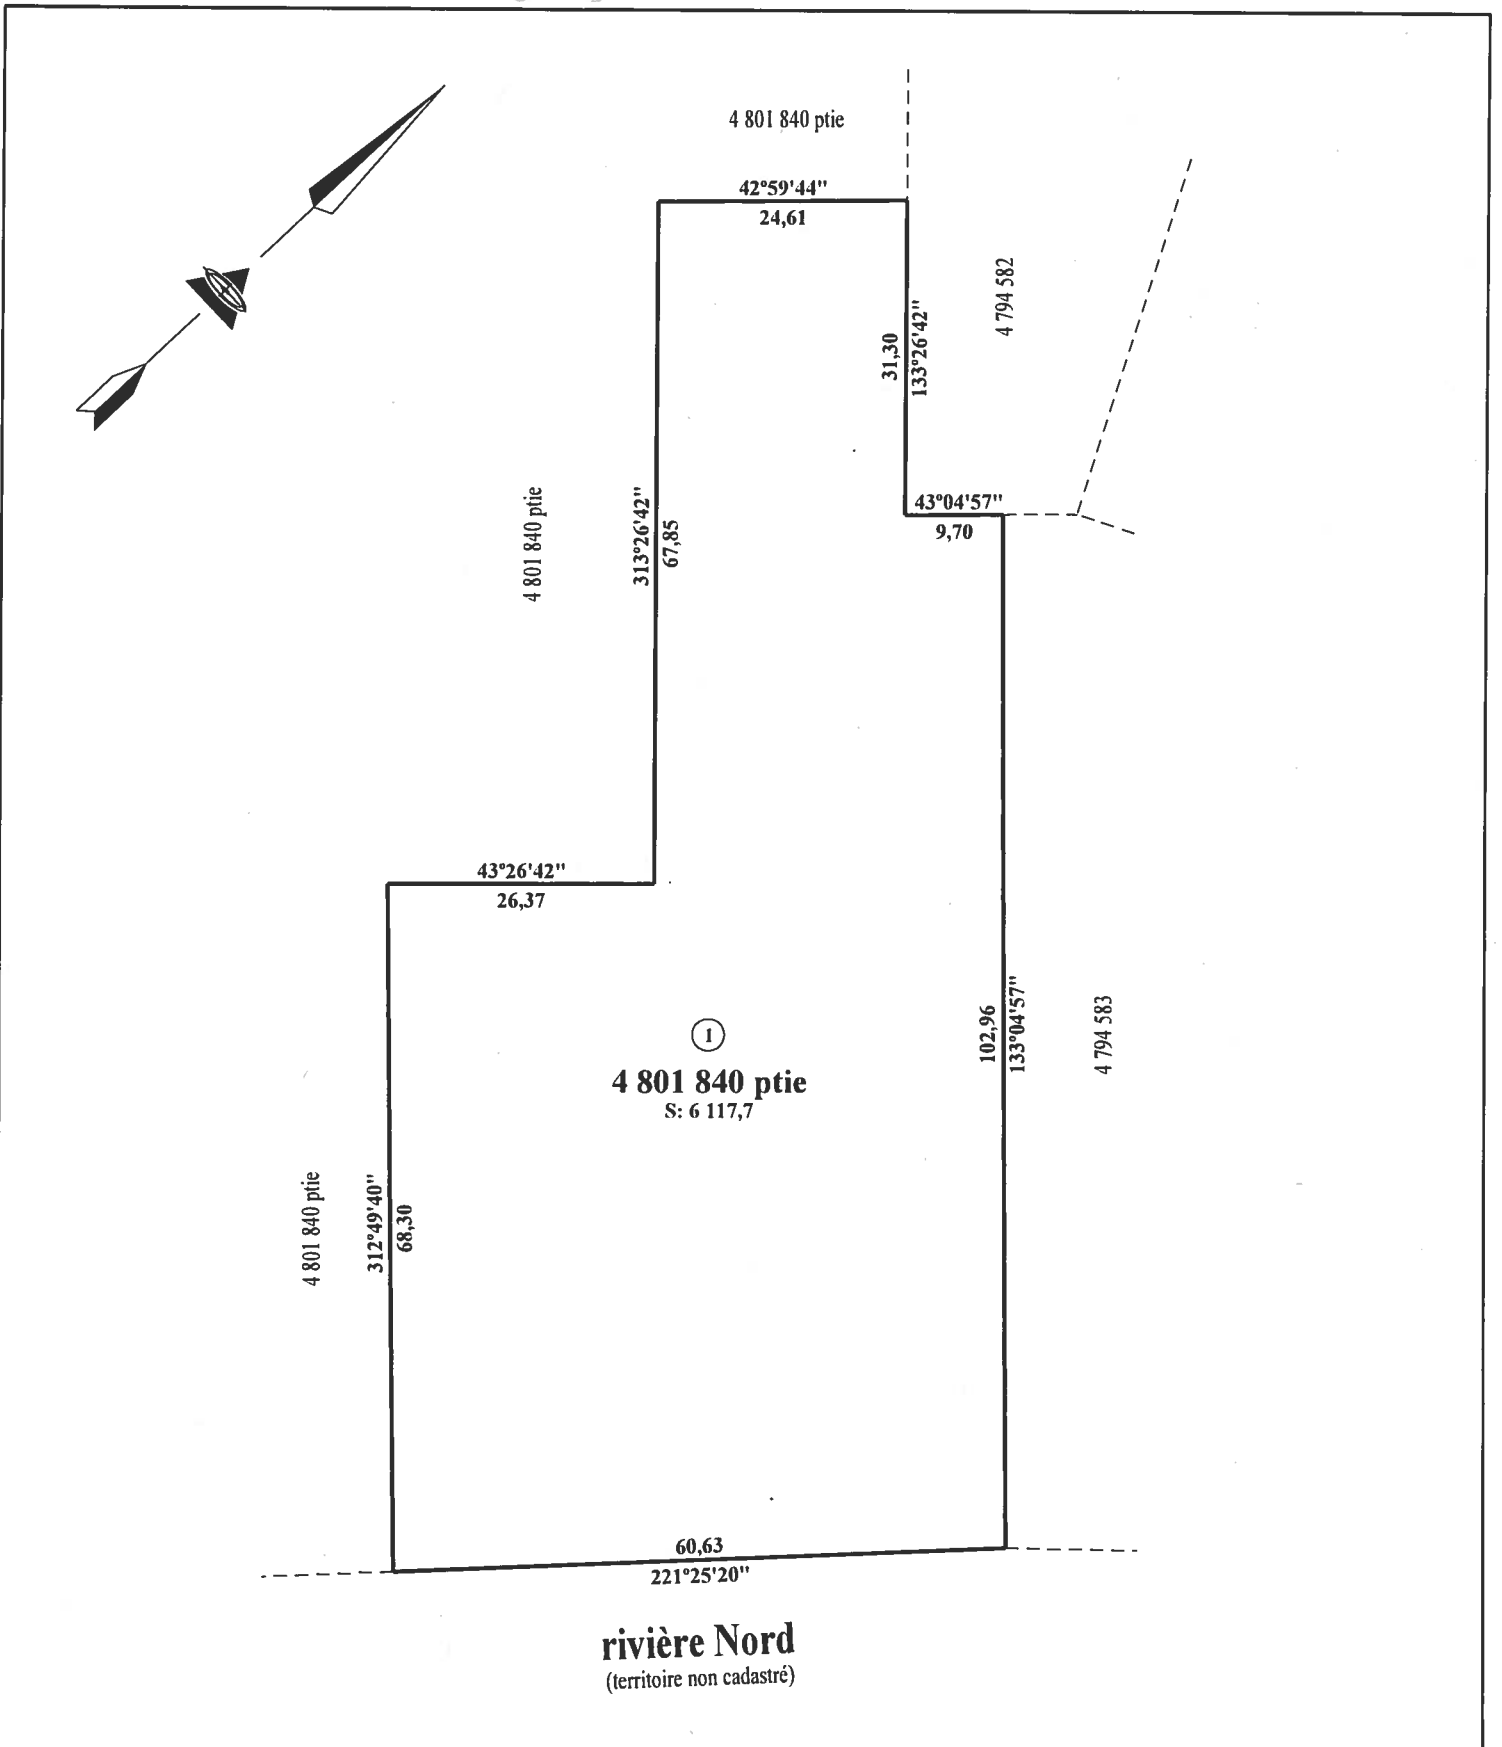 4 801 840 ptie
42°59'44"
24,61
4 794 582
31,30
133°26'42"
43°04'57"
9,70
4 801 840 ptie
313°26'42"
67,85
43°26'42"
26,37
1
4 801 840 ptie
S: 6 117,7
102,96
133°04'57"
4 794 583
4 801 840 ptie
312°49'40"
68,30
60,63
221°25'20"
rivière Nord
(territoire non cadastré)